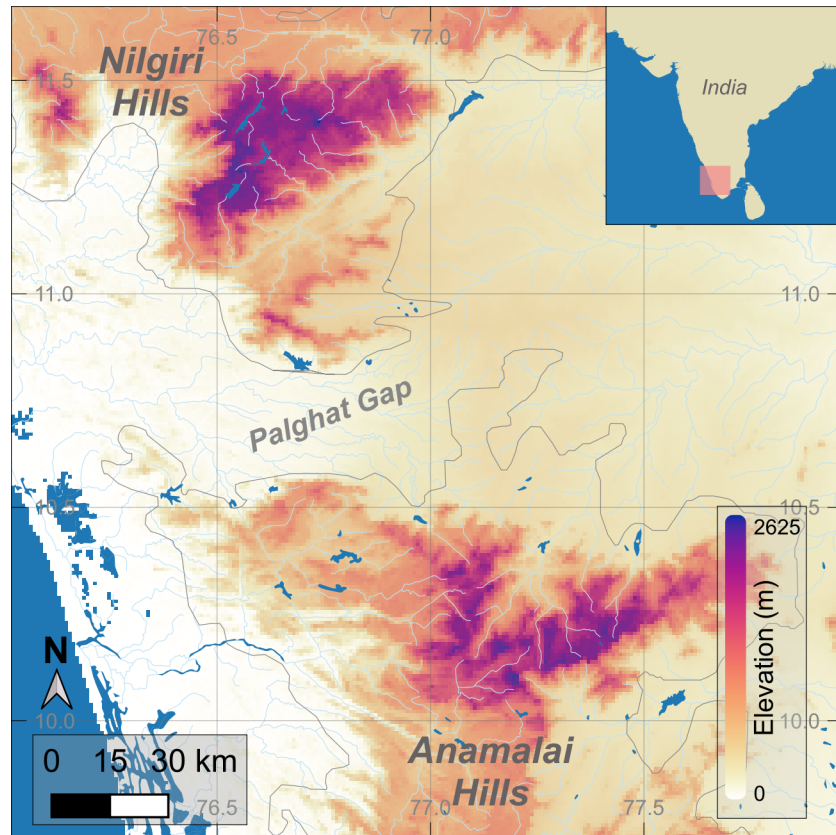 76.5
77.0
Nilgiri
Hills
11.5
India
11.0
11.0
Palghat Gap
10.5
10.5
2625
Elevation (m)
0
N
10.0
10.0
0 15 30 km
Anamalai
Hills
76.5
77.0
77.5